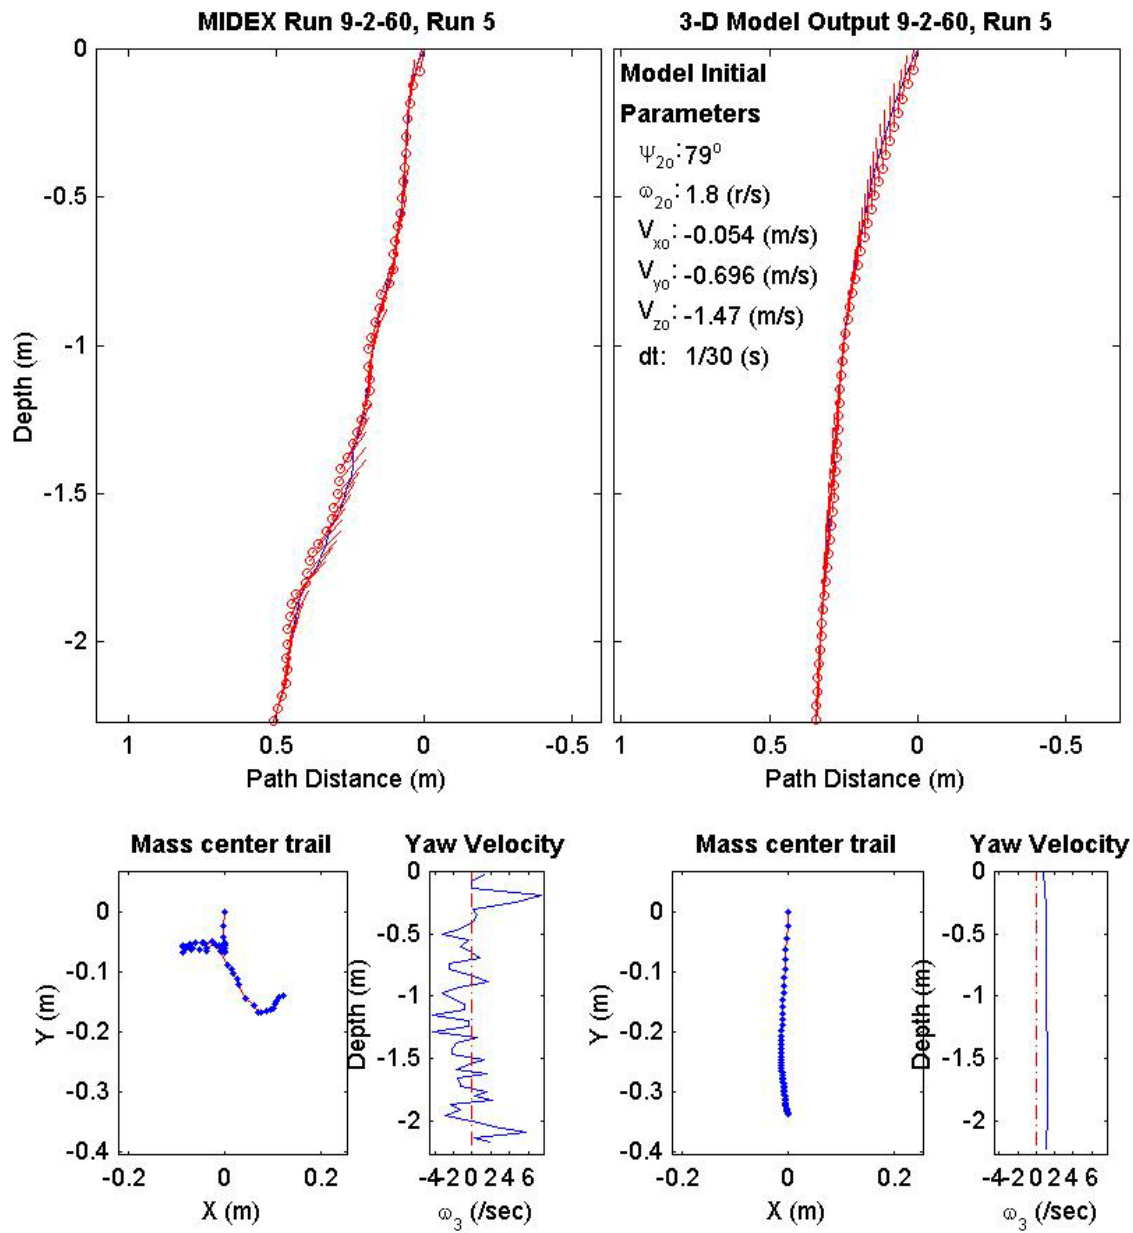 MIDEX Run 9-2-60, Run 5
0
-0.5
-1
-1.5
-2
Depth (m)
1 0.5 0 -0.5
Path Distance (m)
3-D Model Output 9-2-60, Run 5
Model Initial
Parameters
Ψ2o: 79o
ω2o: 1.8 (r/s)
Vxo: -0.054 (m/s)
Vyo: -0.696 (m/s)
Vzo: -1.47 (m/s)
dt: 1/30 (s)
1 0.5 0 -0.5
Path Distance (m)
Mass center trail
0
-0.1
-0.2
-0.3
-0.4
Y (m)
-0.2 0 0.2
X (m)
Yaw Velocity
0
-0.5
-1
-1.5
-2
Depth (m)
-4-2 0 2 4 6
ω3 (/sec)
Mass center trail
0
-0.1
-0.2
-0.3
-0.4
Y (m)
-0.2 0 0.2
X (m)
Yaw Velocity
0
-0.5
-1
-1.5
-2
Depth (m)
-4-2 0 2 4 6
ω3 (/sec)